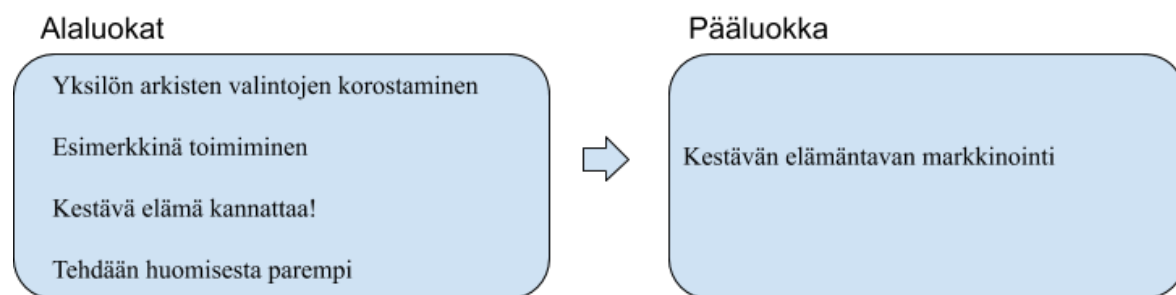 Alaluokat
Pääluokka
Yksilön arkisten valintojen korostaminen
Esimerkkinä toimiminen
Kestävä elämä kannattaa!
Tehdään huomisesta parempi
Kestävän elämäntavan markkinointi